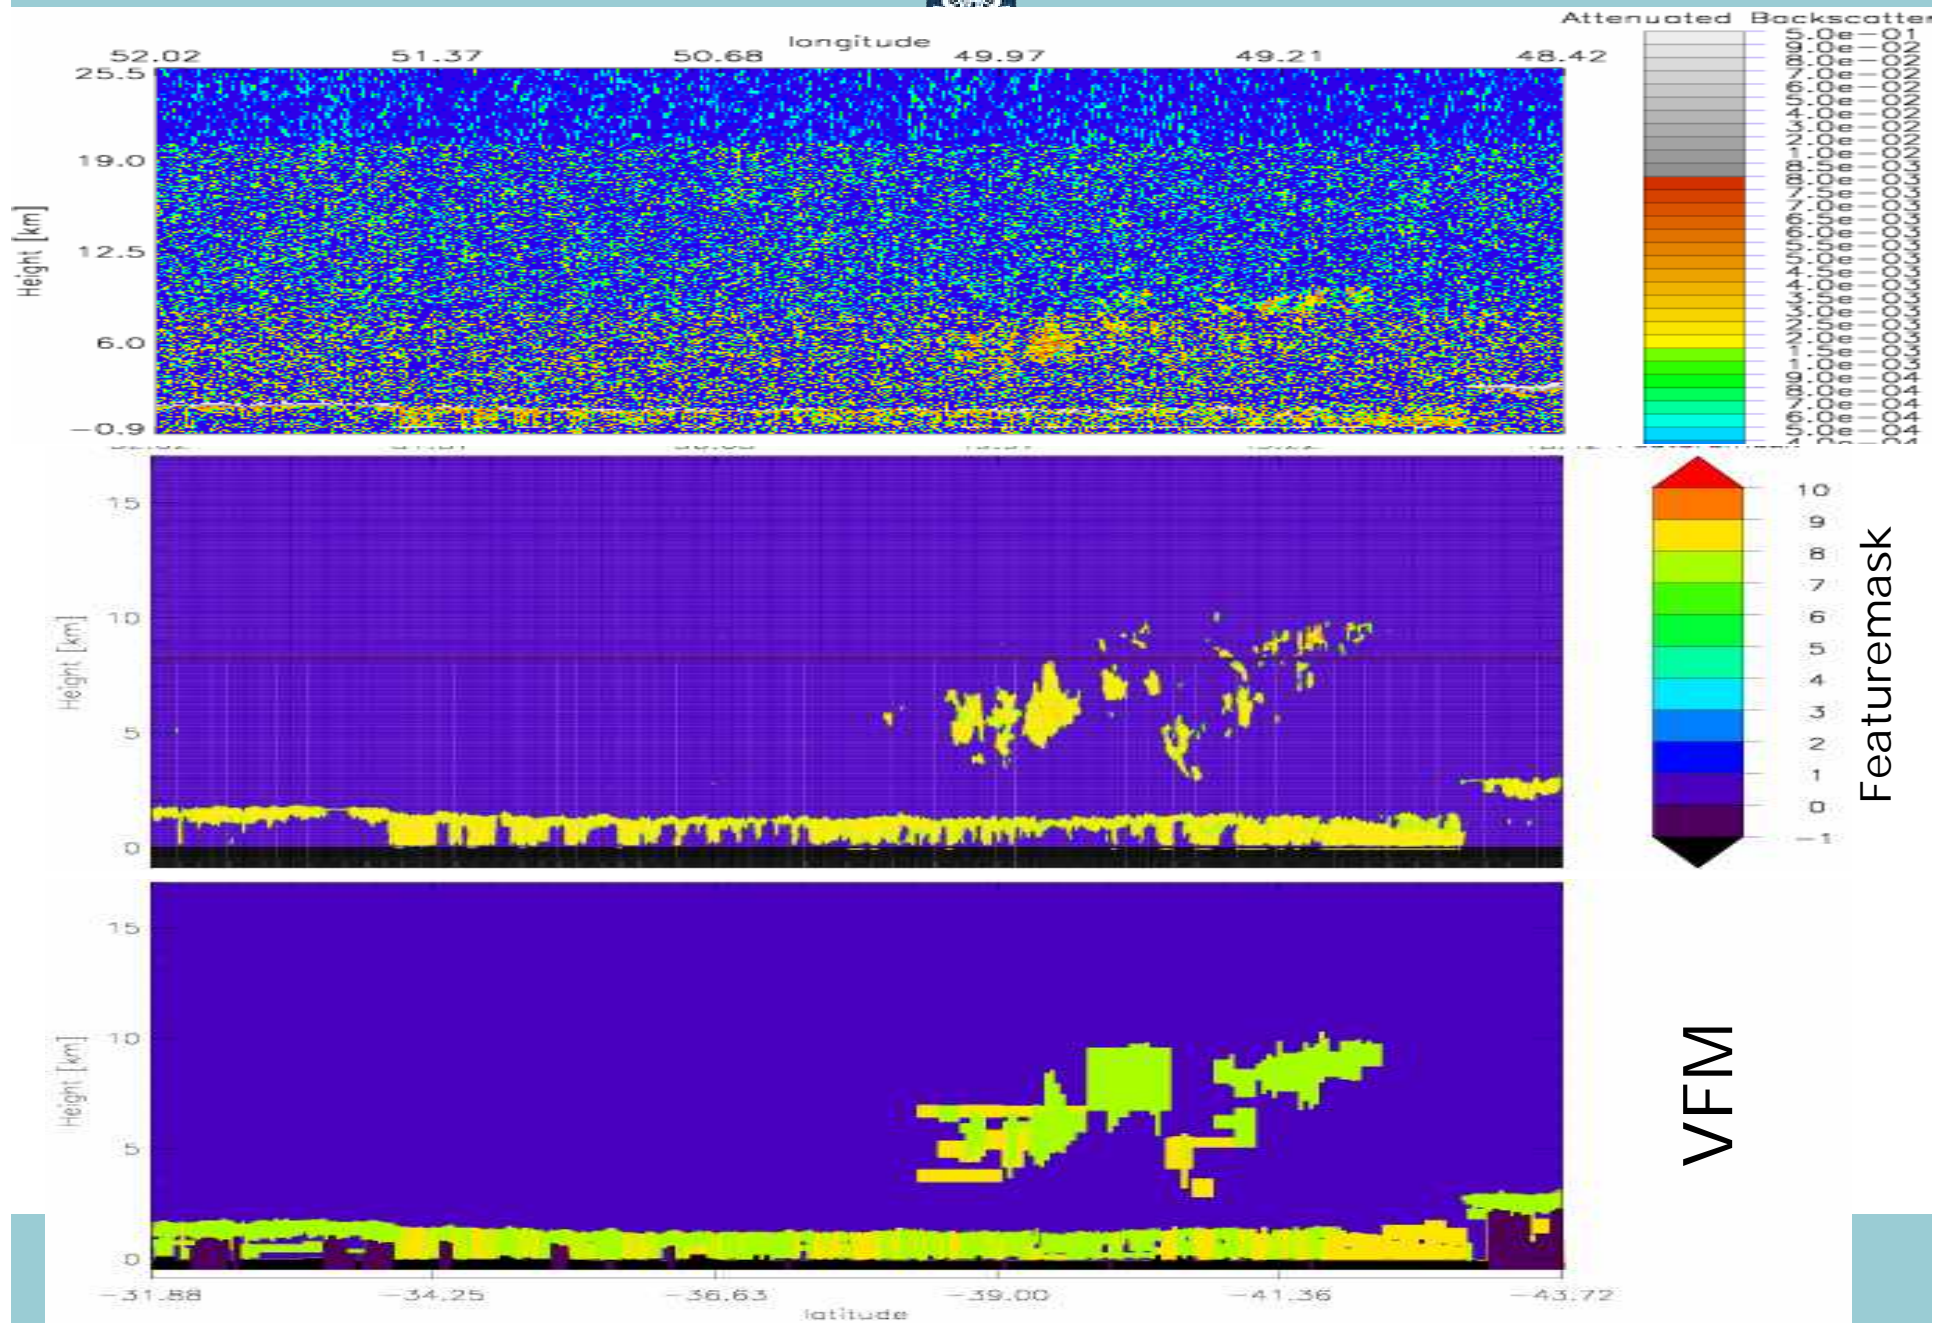 Attenuated Backscatter
longitude
52.02 51.37 50.68 49.97 49.21 48.42
25.5
19.0
12.5
6.0
-0.9
Height [km]
5.0e-01
9.0e-02
8.0e-02
7.0e-02
6.0e-02
5.0e-02
4.0e-02
3.0e-02
2.0e-02
1.0e-02
8.5e-03
8.0e-03
7.5e-03
7.0e-03
6.5e-03
6.0e-03
5.5e-03
5.0e-03
4.5e-03
4.0e-03
3.5e-03
3.0e-03
2.5e-03
2.0e-03
1.5e-03
1.0e-03
9.0e-04
8.0e-04
7.0e-04
6.0e-04
5.0e-04
15
10
5
0
Height [km]
10
9
8
7
6
5
4
3
2
1
0
-1
Featuremask
15
10
5
0
Height [km]
VFM
-31.88 -34.25 -36.63 -39.00 -41.36 -43.72
latitude